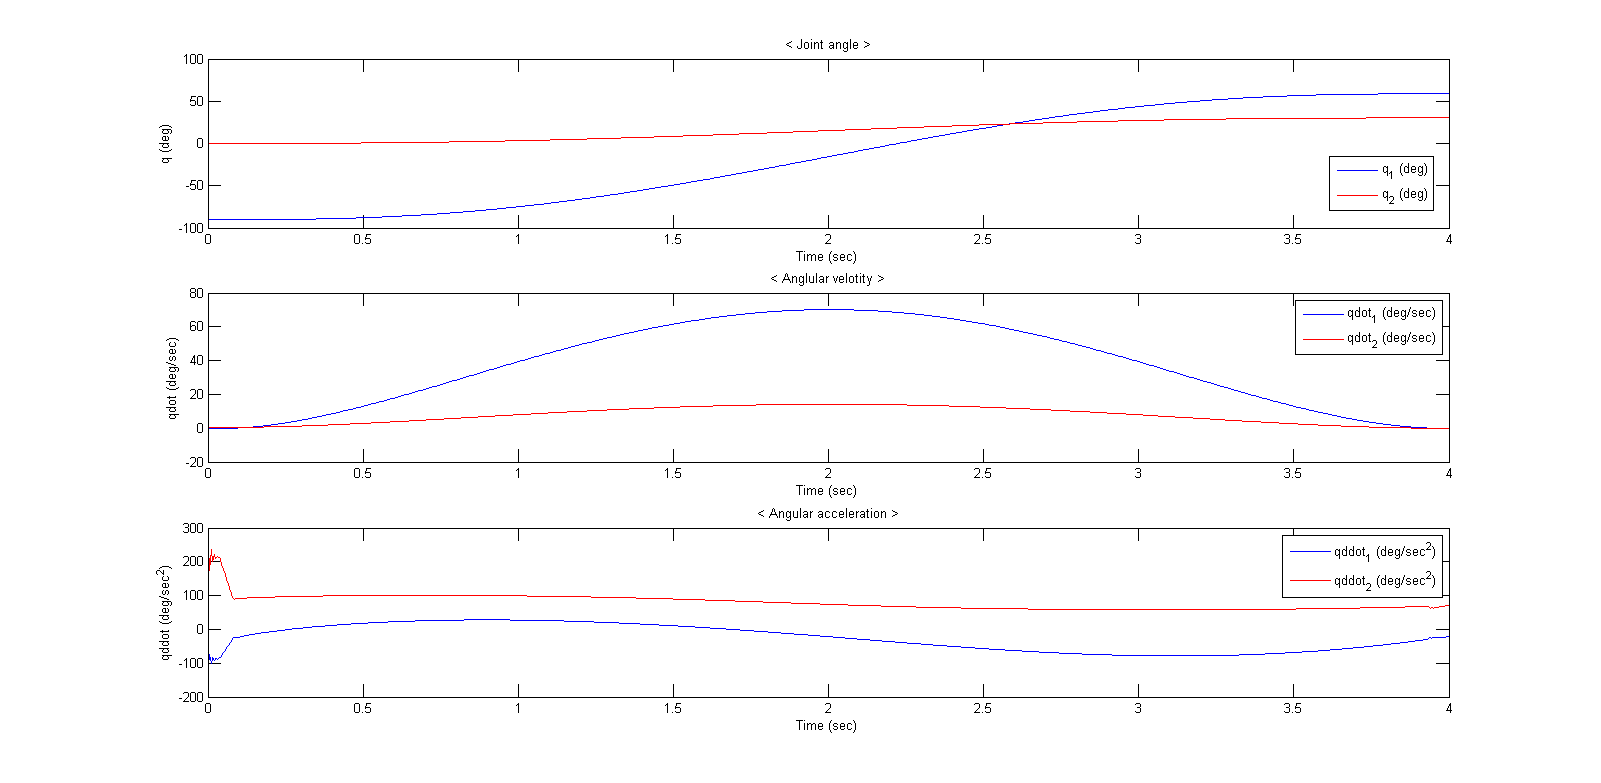 < Joint angle >
100
50
0
-50
-100
q (deg)
q1 (deg)
q2 (deg)
0 0.5 1 1.5 2 2.5 3 3.5 4
Time (sec)
< Anglular velotity >
80
60
40
20
0
-20
qdot (deg/sec)
qdot1 (deg/sec)
qdot2 (deg/sec)
0 0.5 1 1.5 2 2.5 3 3.5 4
Time (sec)
< Angular acceleration >
300
200
100
0
-100
-200
qddot (deg/sec2)
qddot1 (deg/sec2)
qddot2 (deg/sec2)
0 0.5 1 1.5 2 2.5 3 3.5 4
Time (sec)